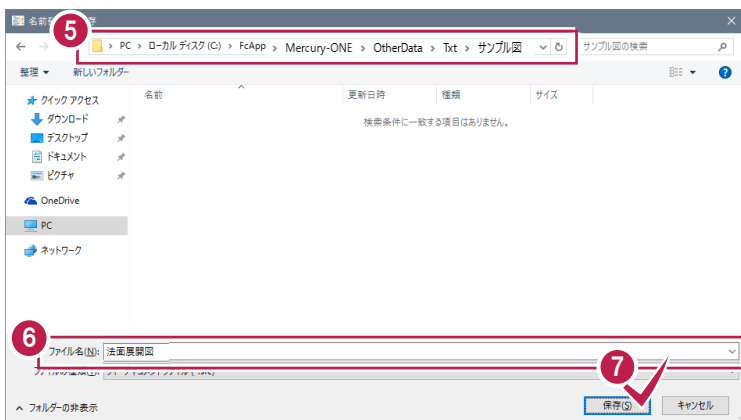 名前
存
5
PC › ローカル ディスク (C:) › FcApp › Mercury-ONE › OtherData › Txt › サンプル図
サンプル図の検索
整理 新しいフォルダー
名前 更新日時 種類 サイズ
検索条件に一致する項目はありません。
クイック アクセス
ダウンロード
デスクトップ
ドキュメント
ピクチャ
OneDrive
PC
ネットワーク
6
ファイル名(N): 法面展開図
7
フォルダーの非表示
保存(S) キャンセル